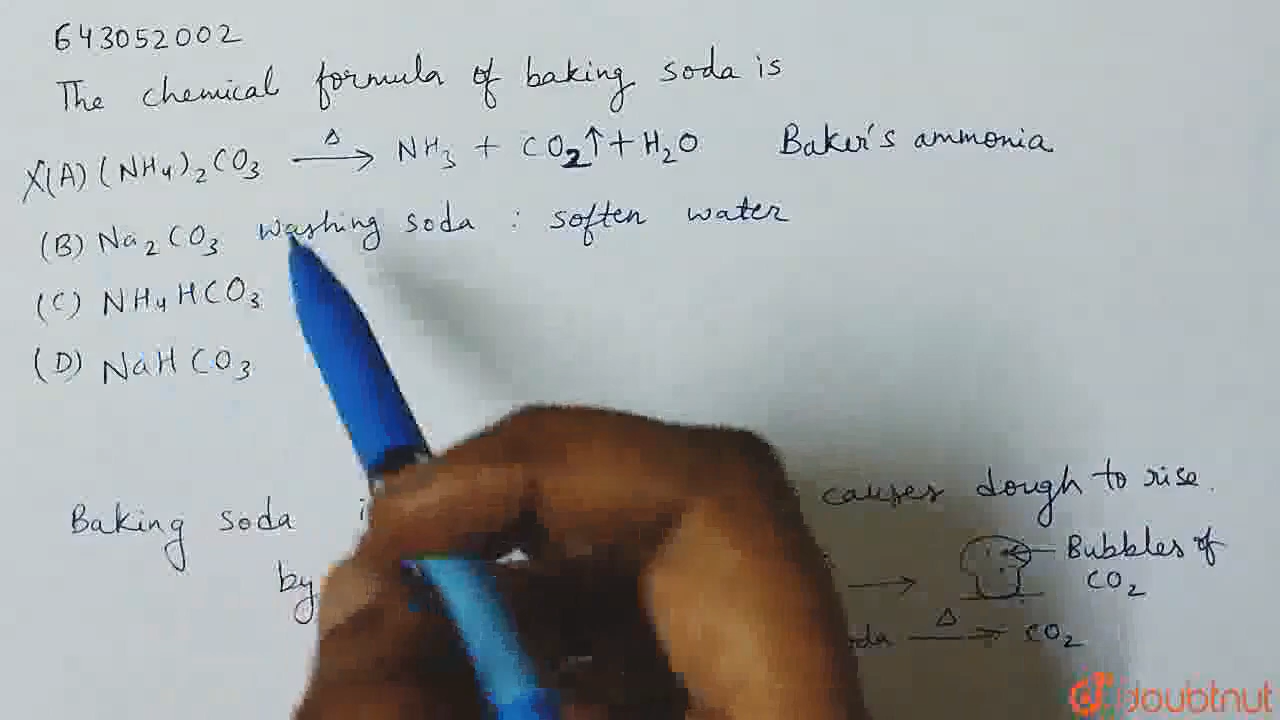 643052002
The chemical formula of baking soda is
X(A) (NH₄)₂CO₃ —Δ→ NH₃ + CO₂↑ + H₂O Baker's ammonia
(B) Na₂CO₃ washing soda : soften water
(C) NH₄HCO₃
(D) NaHCO₃
Baking soda causes dough to rise.
by → Bubbles of CO₂
Δ→ CO₂
doubtnut